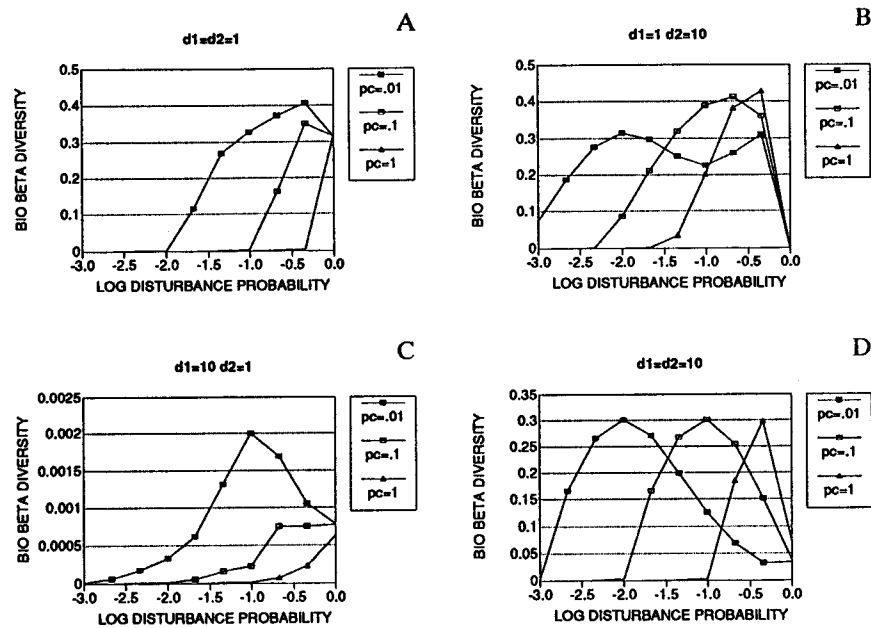 A
d1=d2=1
0.5
0.4
0.3
0.2
0.1
0
BIO BETA DIVERSITY
-3.0 -2.5 -2.0 -1.5 -1.0 -0.5 0.0
LOG DISTURBANCE PROBABILITY
pc=.01
pc=.1
pc=1
B
d1=1 d2=10
0.5
0.4
0.3
0.2
0.1
0
BIO BETA DIVERSITY
-3.0 -2.5 -2.0 -1.5 -1.0 -0.5 0.0
LOG DISTURBANCE PROBABILITY
pc=.01
pc=.1
pc=1
C
d1=10 d2=1
0.0025
0.002
0.0015
0.001
0.0005
0
BIO BETA DIVERSITY
-3.0 -2.5 -2.0 -1.5 -1.0 -0.5 0.0
LOG DISTURBANCE PROBABILITY
pc=.01
pc=.1
pc=1
D
d1=d2=10
0.35
0.3
0.25
0.2
0.15
0.1
0.05
0
BIO BETA DIVERSITY
-3.0 -2.5 -2.0 -1.5 -1.0 -0.5 0.0
LOG DISTURBANCE PROBABILITY
pc=.01
pc=.1
pc=1